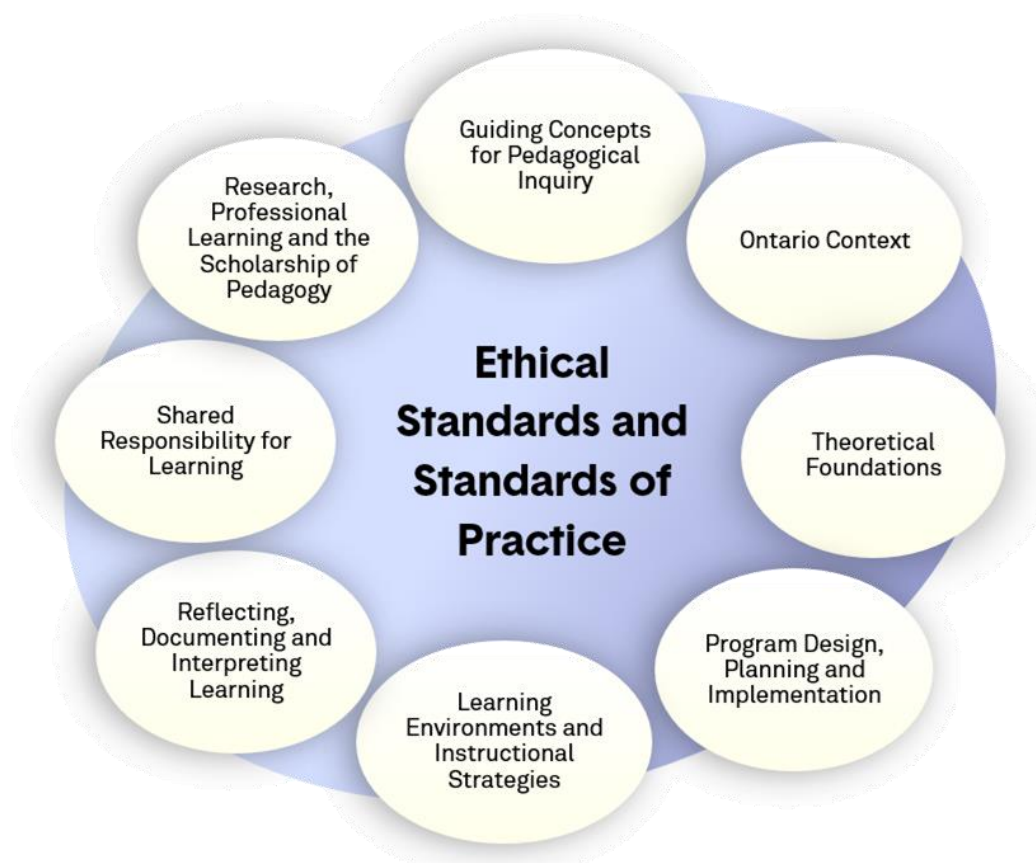 Guiding Concepts
for Pedagogical
Inquiry
Ontario Context
Theoretical
Foundations
Program Design,
Planning and
Implementation
Learning
Environments and
Instructional
Strategies
Reflecting,
Documenting and
Interpreting
Learning
Shared
Responsibility for
Learning
Research,
Professional
Learning and the
Scholarship of
Pedagogy
Ethical
Standards and
Standards of
Practice